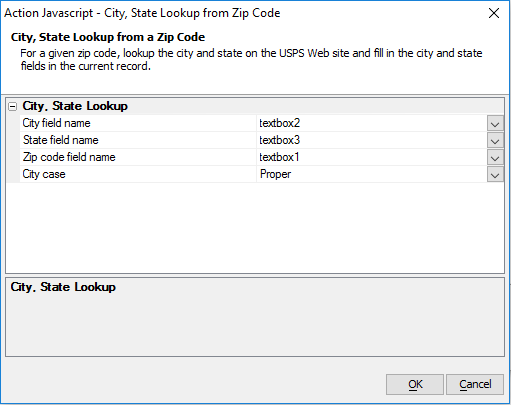 Action Javascript - City, State Lookup from Zip Code
City, State Lookup from a Zip Code
For a given zip code, lookup the city and state on the USPS Web site and fill in the city and state
fields in the current record.
City, State Lookup
City field name textbox2
State field name textbox3
Zip code field name textbox1
City case Proper
City, State Lookup
OK Cancel